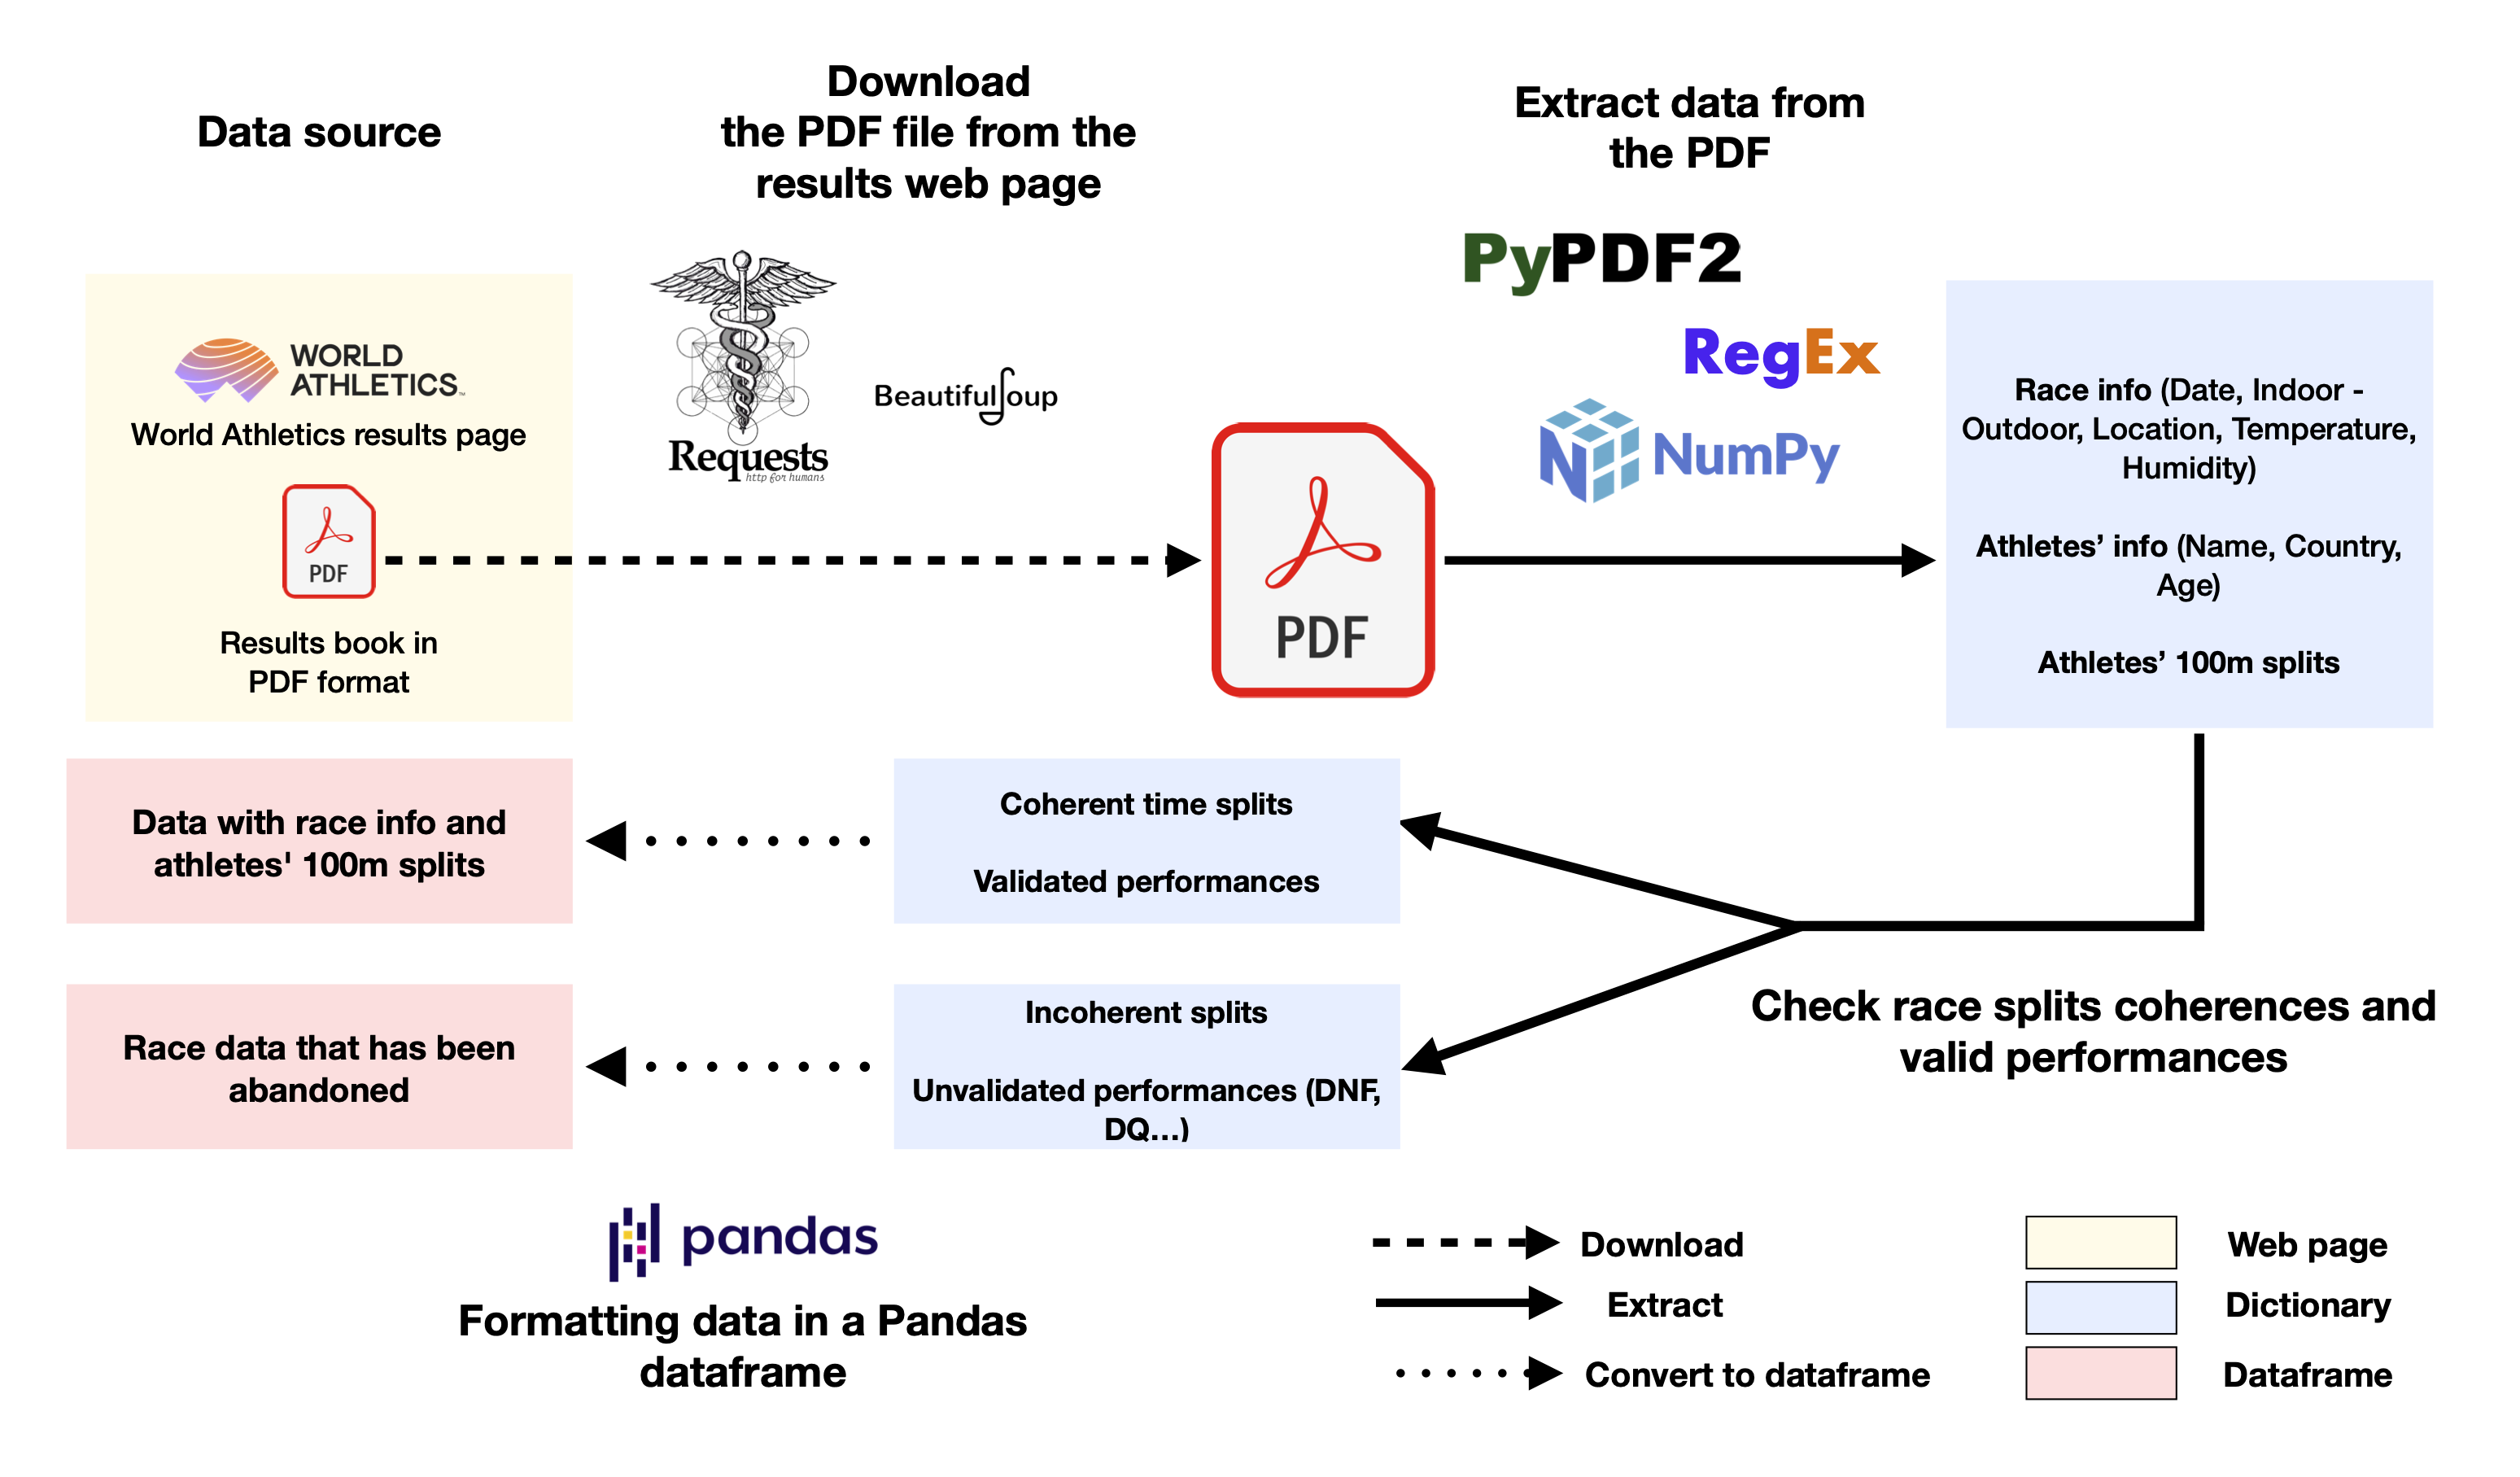 Data source
Download
the PDF file from the
results web page
Extract data from
the PDF
WORLD
ATHLETICS™
World Athletics results page
PDF
Results book in
PDF format
Requests
http for humans
BeautifulSoup
PDF
PyPDF2
RegEx
NumPy
Race info (Date, Indoor -
Outdoor, Location, Temperature,
Humidity)
Athletes’ info (Name, Country,
Age)
Athletes’ 100m splits
Data with race info and
athletes' 100m splits
Coherent time splits
Validated performances
Race data that has been
abandoned
Incoherent splits
Unvalidated performances (DNF,
DQ...)
Check race splits coherences and
valid performances
pandas
Formatting data in a Pandas
dataframe
Download
Extract
Convert to dataframe
Web page
Dictionary
Dataframe